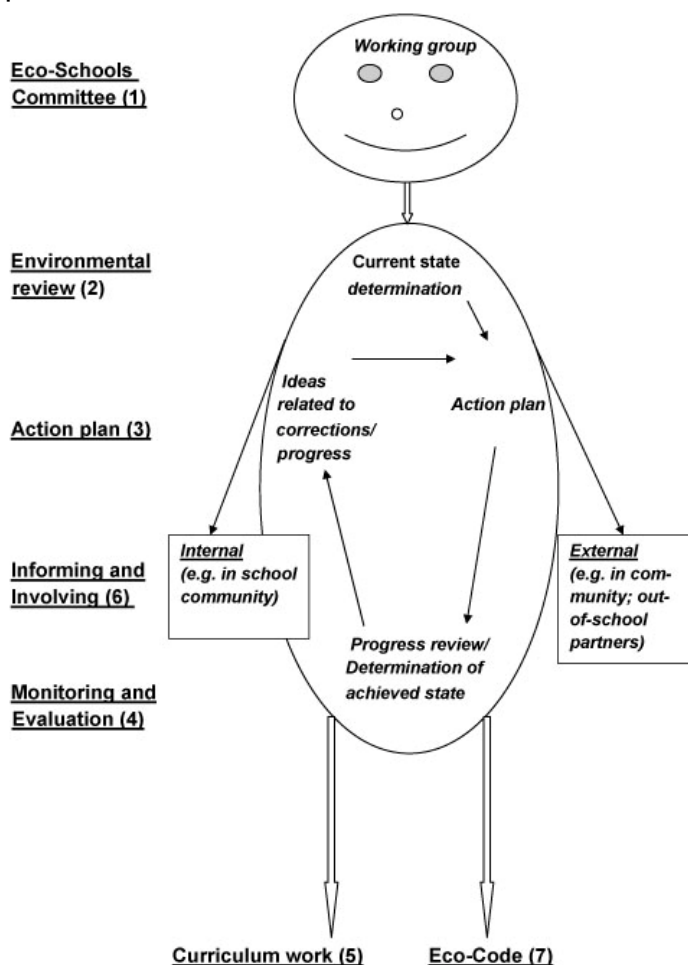 Working group
Eco-Schools
Committee (1)
Environmental
review (2)
Current state
determination
Ideas
related to
corrections/
progress
Action plan
Action plan (3)
Internal
(e.g. in school
community)
External
(e.g. in com-
munity; out-
of-school
partners)
Informing and
Involving (6)
Progress review/
Determination of
achieved state
Monitoring and
Evaluation (4)
Curriculum work (5)
Eco-Code (7)